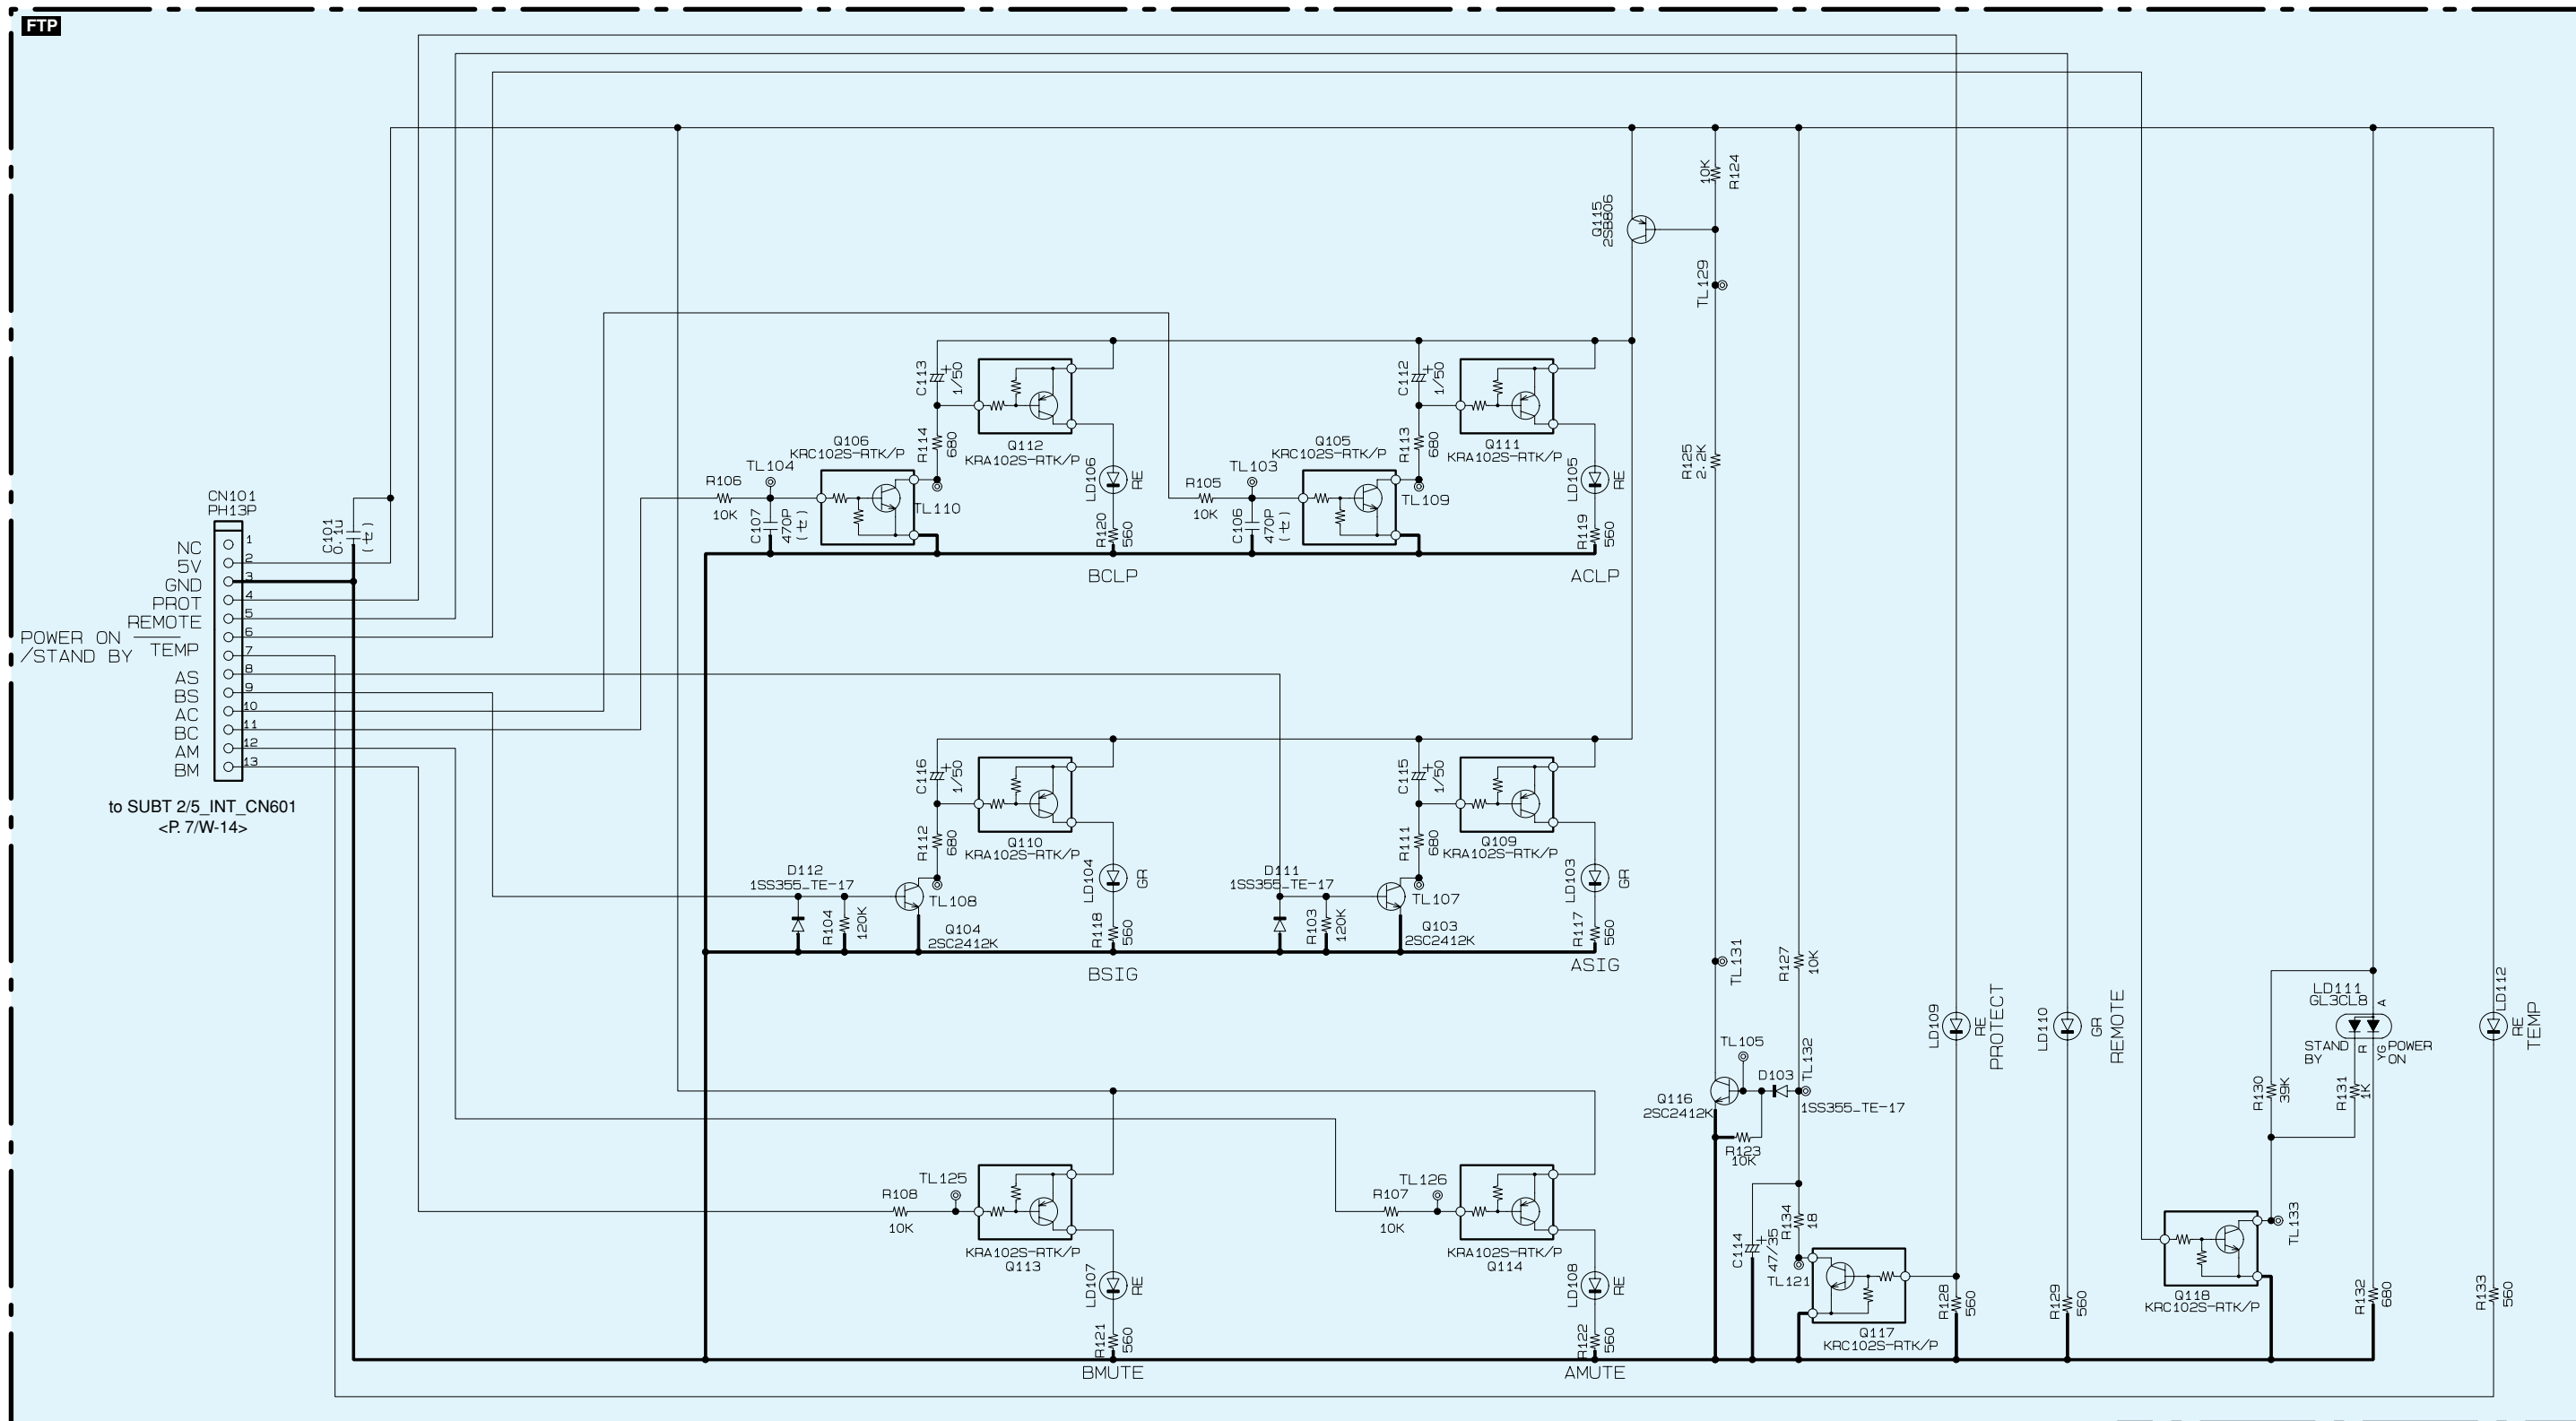 FTP
10K
R124
Q115
2SB806
TL129
R125
2.2K
C113
1/50
R114
680
Q112
KRA102S-RTK/P
Q106
KRC102S-RTK/P
TL104
R106
10K
C107
470P
(セ)
TL110
LD106
RE
R120
560
BCLP
C112
1/50
R113
680
Q111
KRA102S-RTK/P
Q105
KRC102S-RTK/P
TL103
R105
10K
C106
470P
(セ)
TL109
LD105
RE
R119
560
ACLP
CN101
PH13P
C101
0.1u
(セ)
NC 1
5V 2
GND 3
PROT 4
REMOTE 5
POWER ON
/STAND BY
6
TEMP 7
AS 8
BS 9
AC 10
BC 11
AM 12
BM 13
to SUBT 2/5_INT_CN601
<P. 7/W-14>
C116
1/50
R112
680
Q110
KRA102S-RTK/P
D112
1SS355_TE-17
R104
120K
TL108
Q104
2SC2412K
LD104
GR
R118
560
BSIG
C115
1/50
R111
680
Q109
KRA102S-RTK/P
D111
1SS355_TE-17
R103
120K
TL107
Q103
2SC2412K
LD103
GR
R117
560
ASIG
TL131
R127
10K
TL105
TL132
D103
1SS355_TE-17
Q116
2SC2412K
R123
10K
C114
47/35
R134
18
TL121
Q117
KRC102S-RTK/P
LD109
RE
PROTECT
R128
560
LD110
GR
REMOTE
R129
560
LD111
GL3CL8
A
STAND
BY
R
YG
POWER
ON
R130
39K
R131
1K
TL133
Q118
KRC102S-RTK/P
R132
680
LD112
RE
TEMP
R133
560
R108
10K
TL125
KRA102S-RTK/P
Q113
LD107
RE
R121
560
BMUTE
R107
10K
TL126
KRA102S-RTK/P
Q114
LD108
RE
R122
560
AMUTE